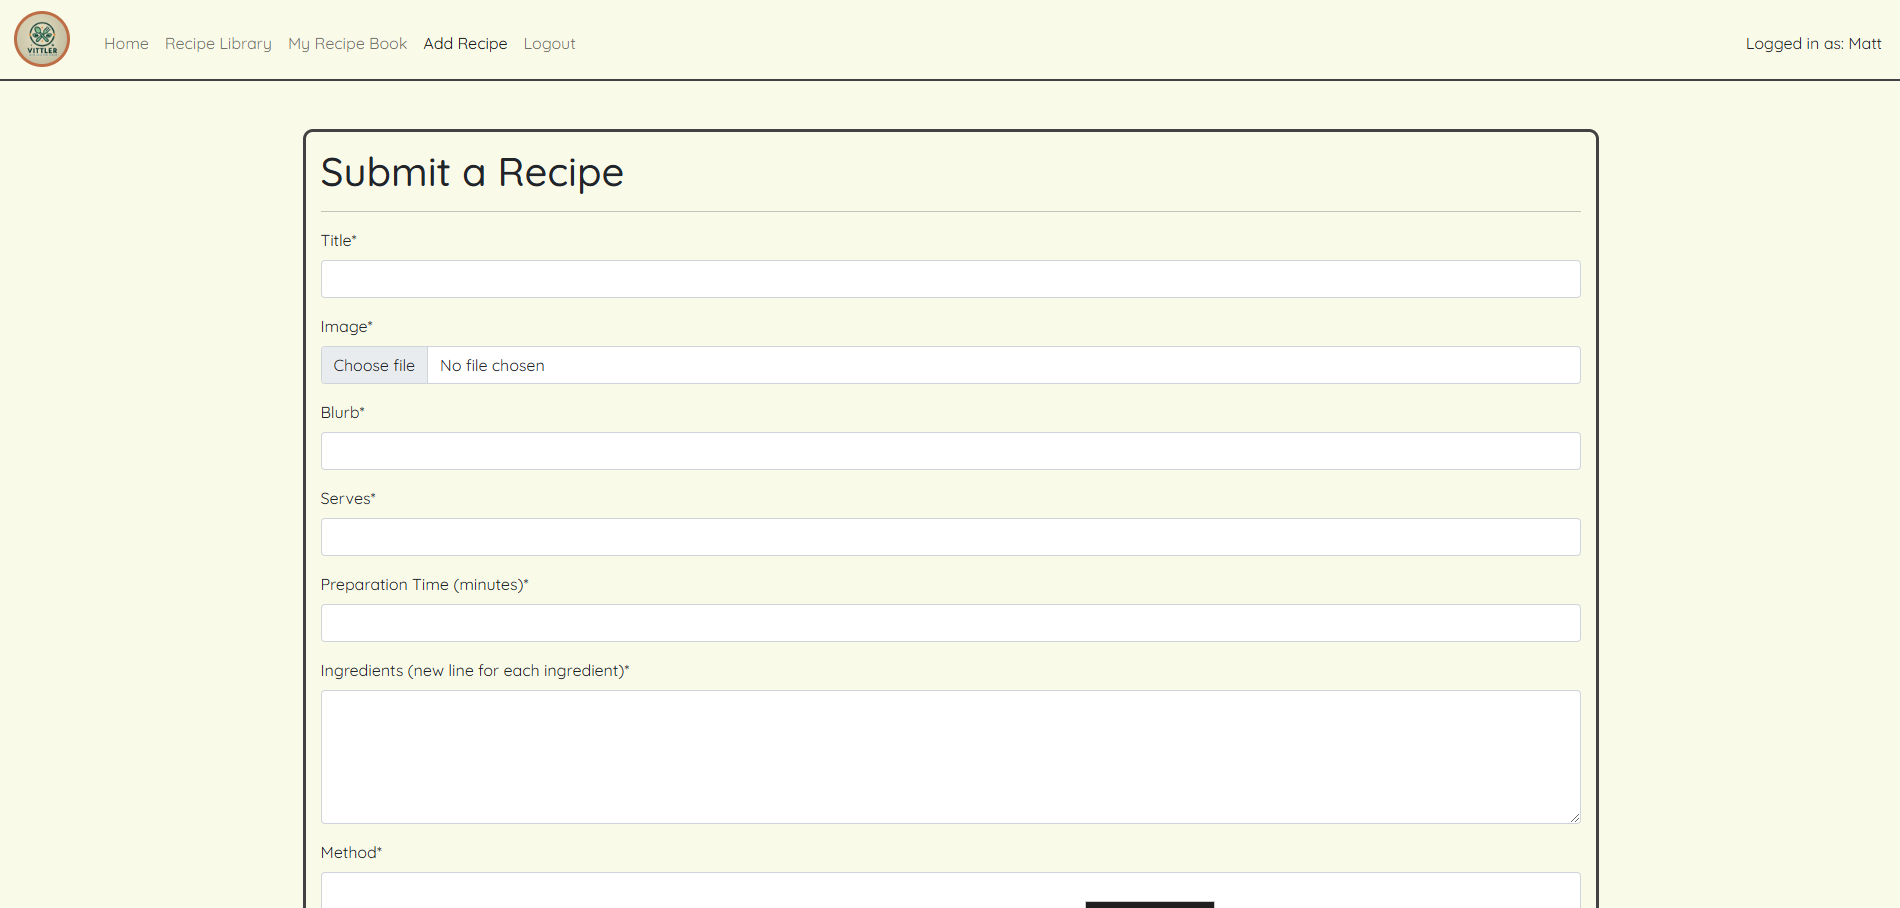 VITTLER
Home Recipe Library My Recipe Book Add Recipe Logout
Logged in as: Matt
Submit a Recipe
Title*
Image*
Choose file No file chosen
Blurb*
Serves*
Preparation Time (minutes)*
Ingredients (new line for each ingredient)*
Method*